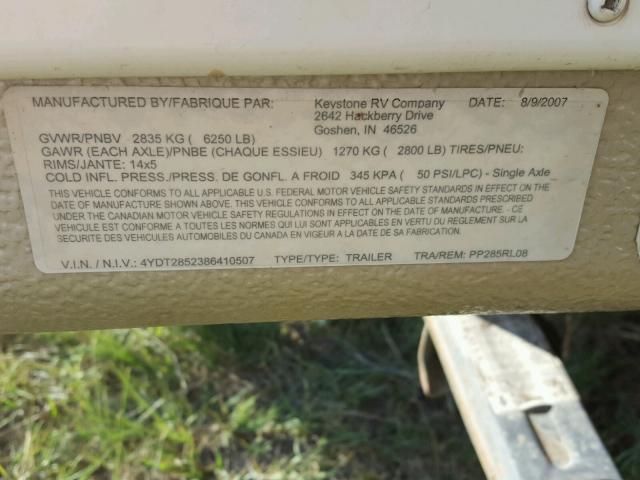 MANUFACTURED BY/FABRIQUE PAR: Keystone RV Company DATE: 8/9/2007
2642 Hackberry Drive
Goshen, IN 46526
GVWR/PNBV 2835 KG ( 6250 LB)
GAWR (EACH AXLE)/PNBE (CHAQUE ESSIEU) 1270 KG ( 2800 LB) TIRES/PNEU:
RIMS/JANTE: 14x5
COLD INFL. PRESS./PRESS. DE GONFL. A FROID 345 KPA ( 50 PSI/LPC) - Single Axle
THIS VEHICLE CONFORMS TO ALL APPLICABLE U.S. FEDERAL MOTOR VEHICLE SAFETY STANDARDS IN EFFECT ON THE
DATE OF MANUFACTURE SHOWN ABOVE. THIS VEHICLE CONFORMS TO ALL APPLICABLE STANDARDS PRESCRIBED
UNDER THE CANADIAN MOTOR VEHICLE SAFETY REGULATIONS IN EFFECT ON THE DATE OF MANUFACTURE. - CE
VEHICULE EST CONFORME A TOUTES LES NORMES QUI LUI SONT APPLICABLES EN VERTU DU REGLEMENT SUR LA
SECURITE DES VEHICULES AUTOMOBILES DU CANADA EN VIGEUR A LA DATE DE SA FABRICATION.
V.I.N. / N.I.V.: 4YDT2852386410507 TYPE/TYPE: TRAILER TRA/REM: PP285RL08